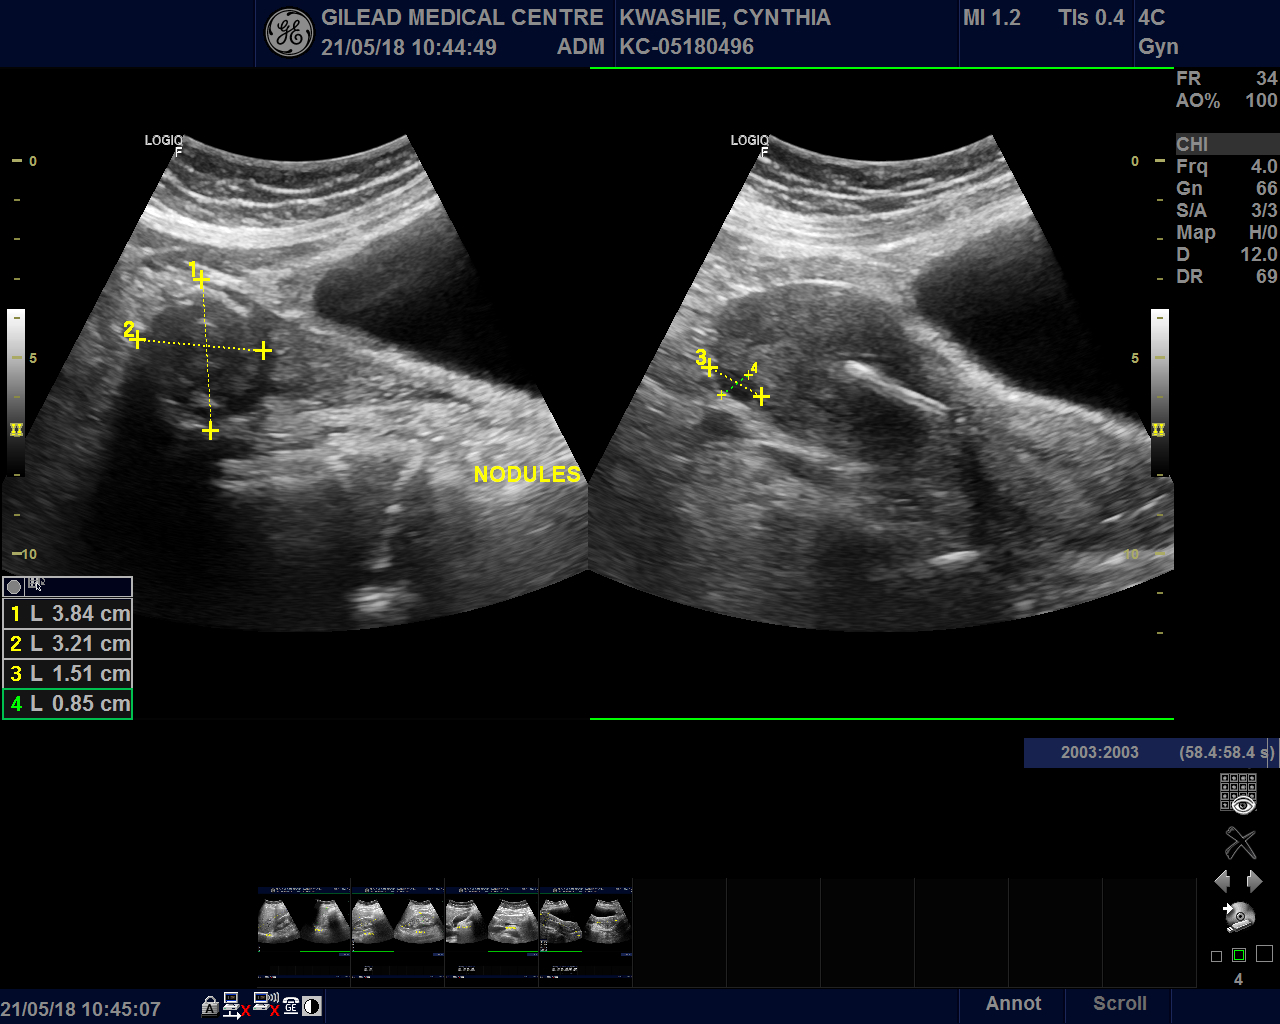 GILEAD MEDICAL CENTRE
21/05/18 10:44:49 ADM
KWASHIE, CYNTHIA
KC-05180496
MI 1.2 TIs 0.4
4C
Gyn
FR 34
AO% 100
CHI
Frq 4.0
Gn 66
S/A 3/3
Map H/0
D 12.0
DR 69
LOGIQ
F
LOGIQ
F
0
5
10
0
5
10
1
2
3
4
NODULES
1 L 3.84 cm
2 L 3.21 cm
3 L 1.51 cm
4 L 0.85 cm
2003:2003 (58.4:58.4 s)
4
21/05/18 10:45:07
A
X
X
GE
Annot
Scroll